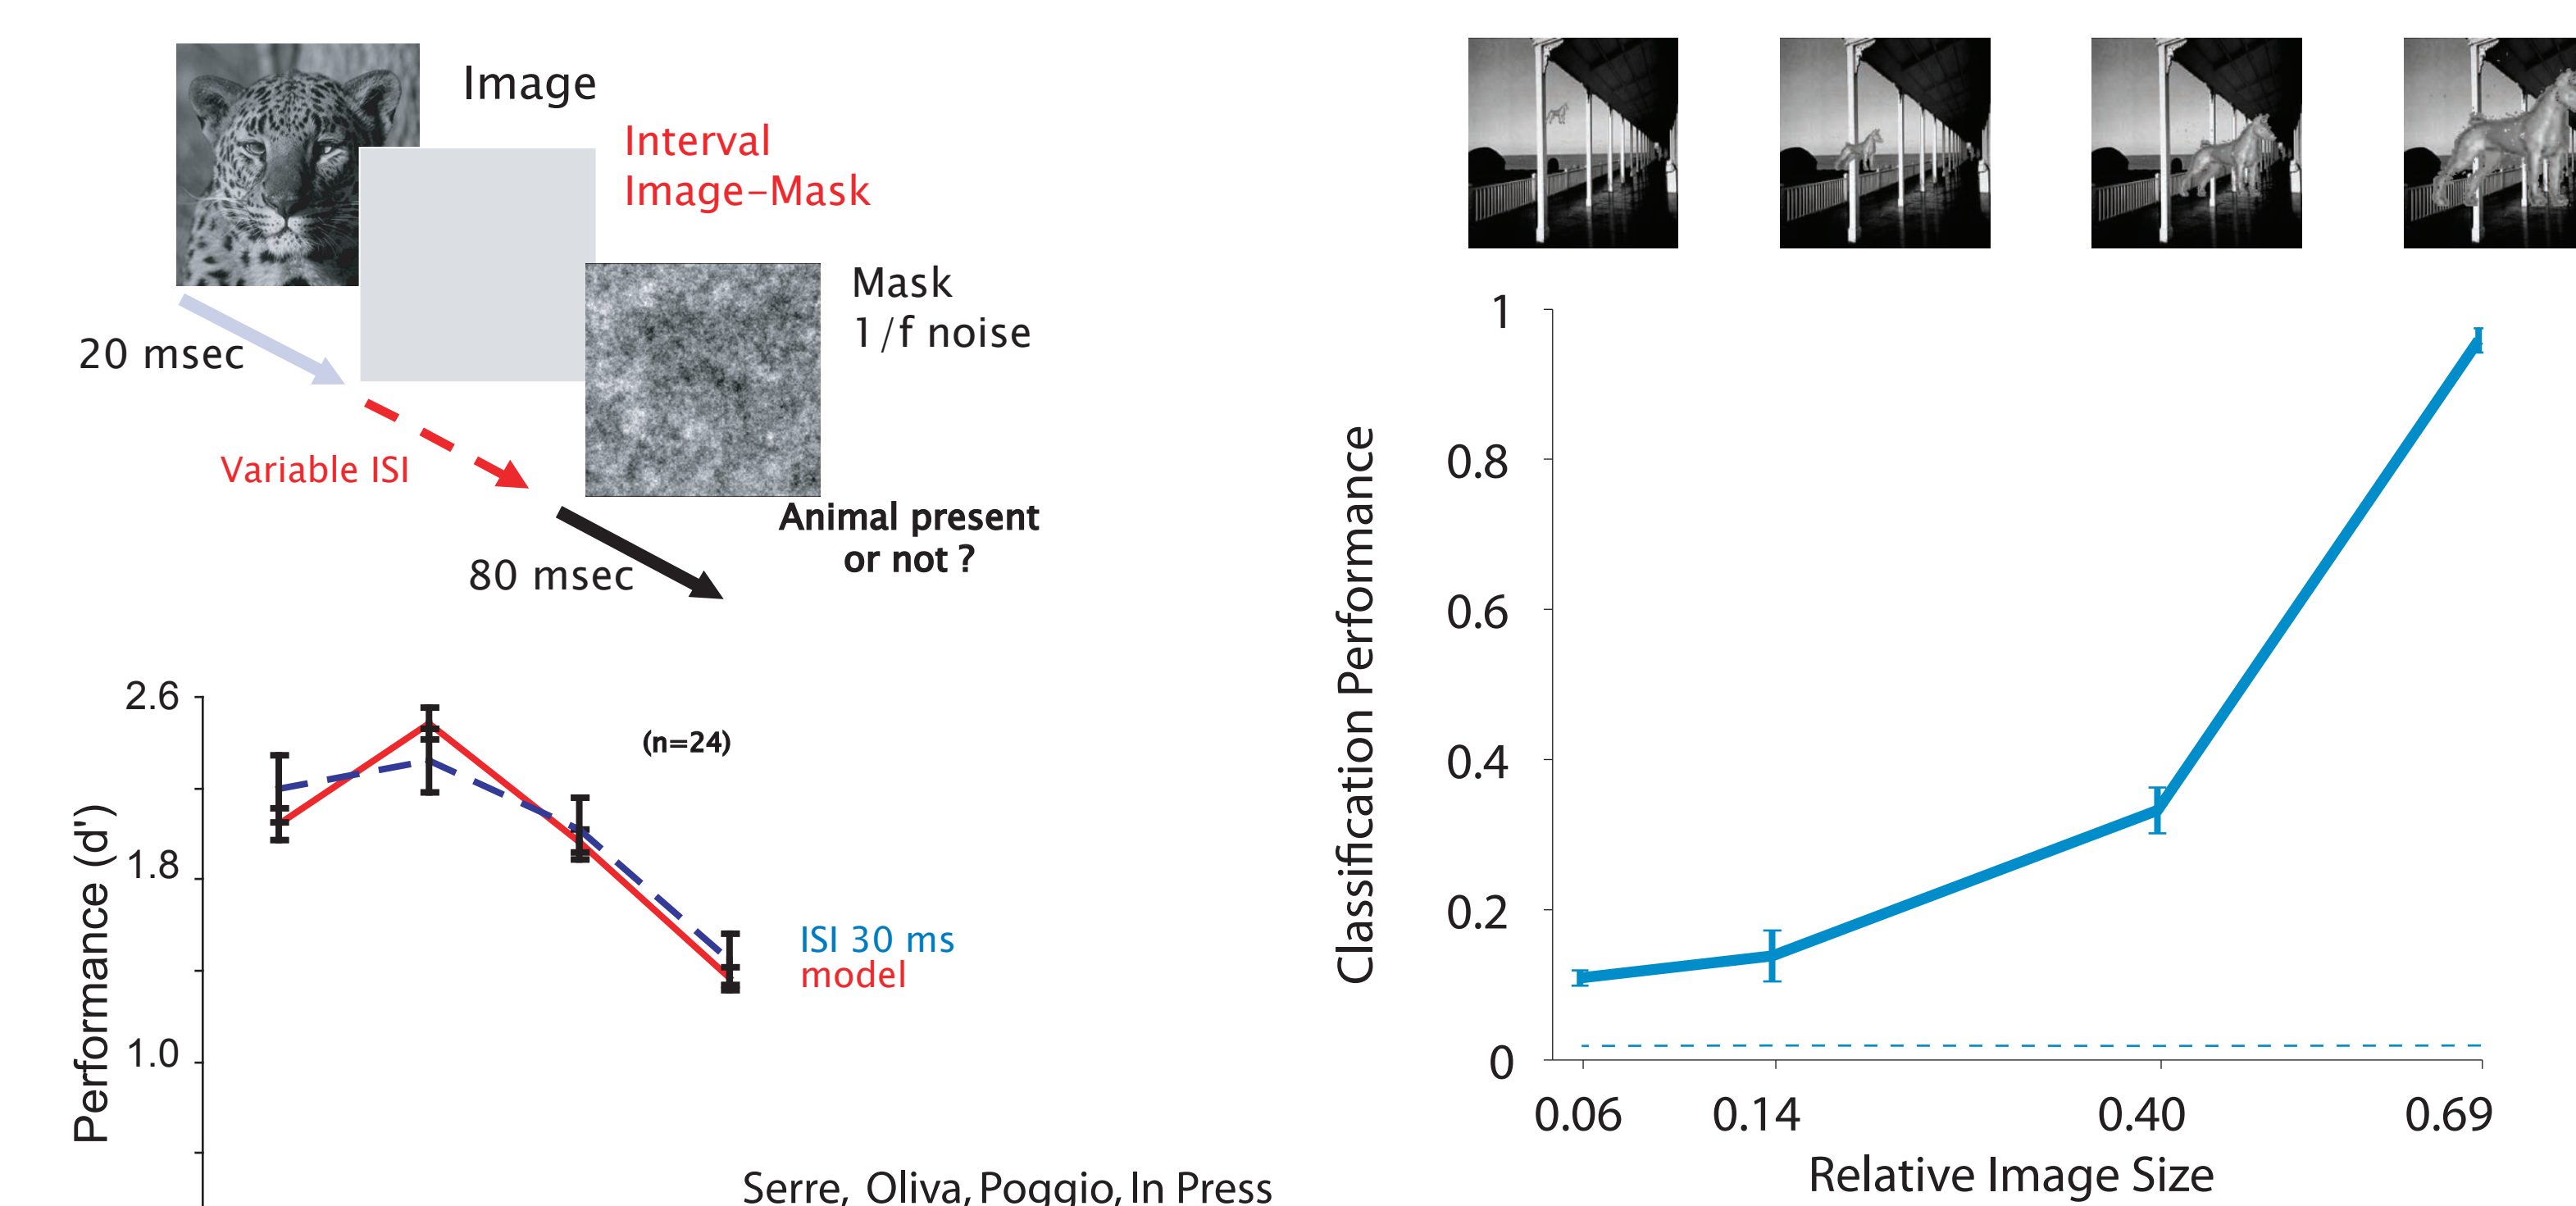 Image
Interval
Image-Mask
Mask
1/f noise
20 msec
Variable ISI
80 msec
Animal present
or not ?
2.6
1.8
1.0
Performance (d')
(n=24)
ISI 30 ms
model
Serre, Oliva, Poggio, In Press
1
0.8
0.6
0.4
0.2
0
Classification Performance
0.06 0.14 0.40 0.69
Relative Image Size